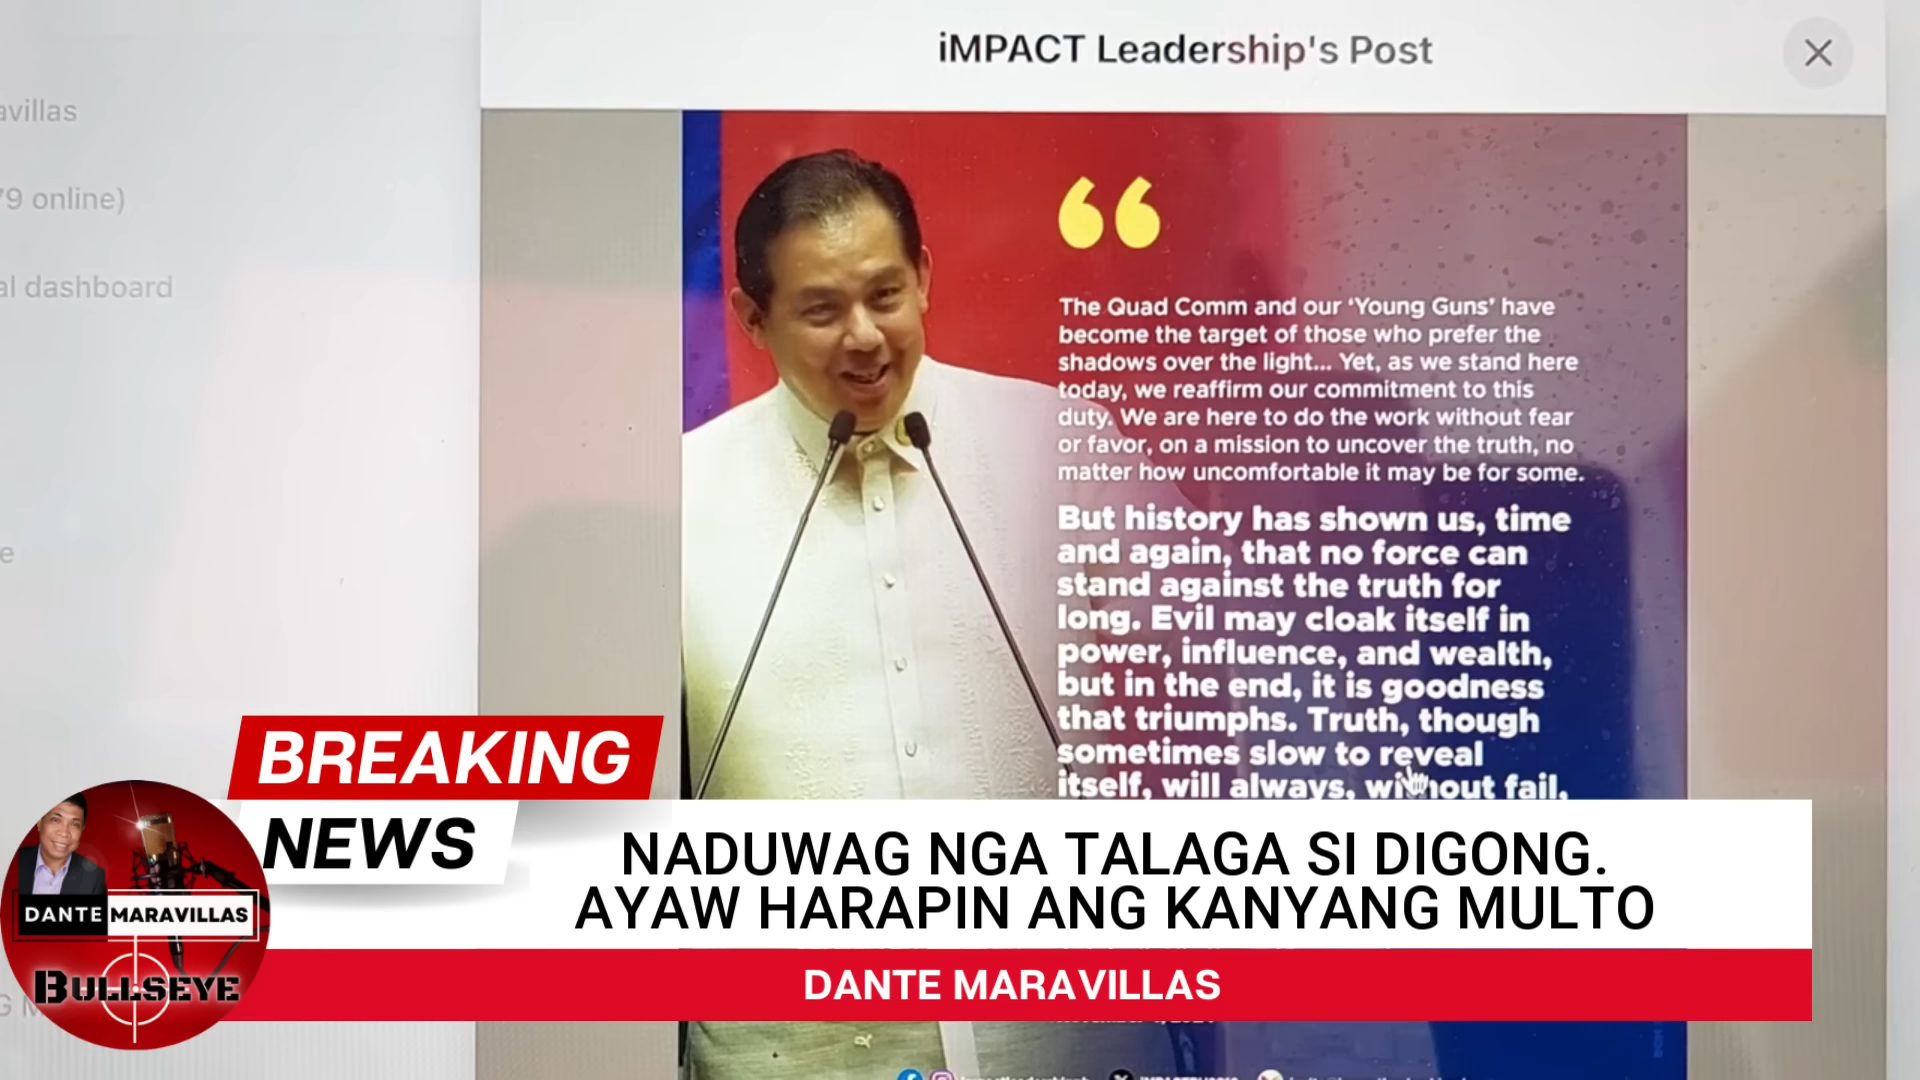 iMPACT Leadership's Post
avillas
79 online)
al dashboard
e
The Quad Comm and our ‘Young Guns’ have
become the target of those who prefer the
shadows over the light... Yet, as we stand here
today, we reaffirm our commitment to this
duty. We are here to do the work without fear
or favor, on a mission to uncover the truth, no
matter how uncomfortable it may be for some.
But history has shown us, time
and again, that no force can
stand against the truth for
long. Evil may cloak itself in
power, influence, and wealth,
but in the end, it is goodness
that triumphs. Truth, though
sometimes slow to reveal
itself, will always, without fail,
BREAKING
NEWS
NADUWAG NGA TALAGA SI DIGONG.
AYAW HARAPIN ANG KANYANG MULTO
DANTE MARAVILLAS
DANTE MARAVILLAS
BULLSEYE